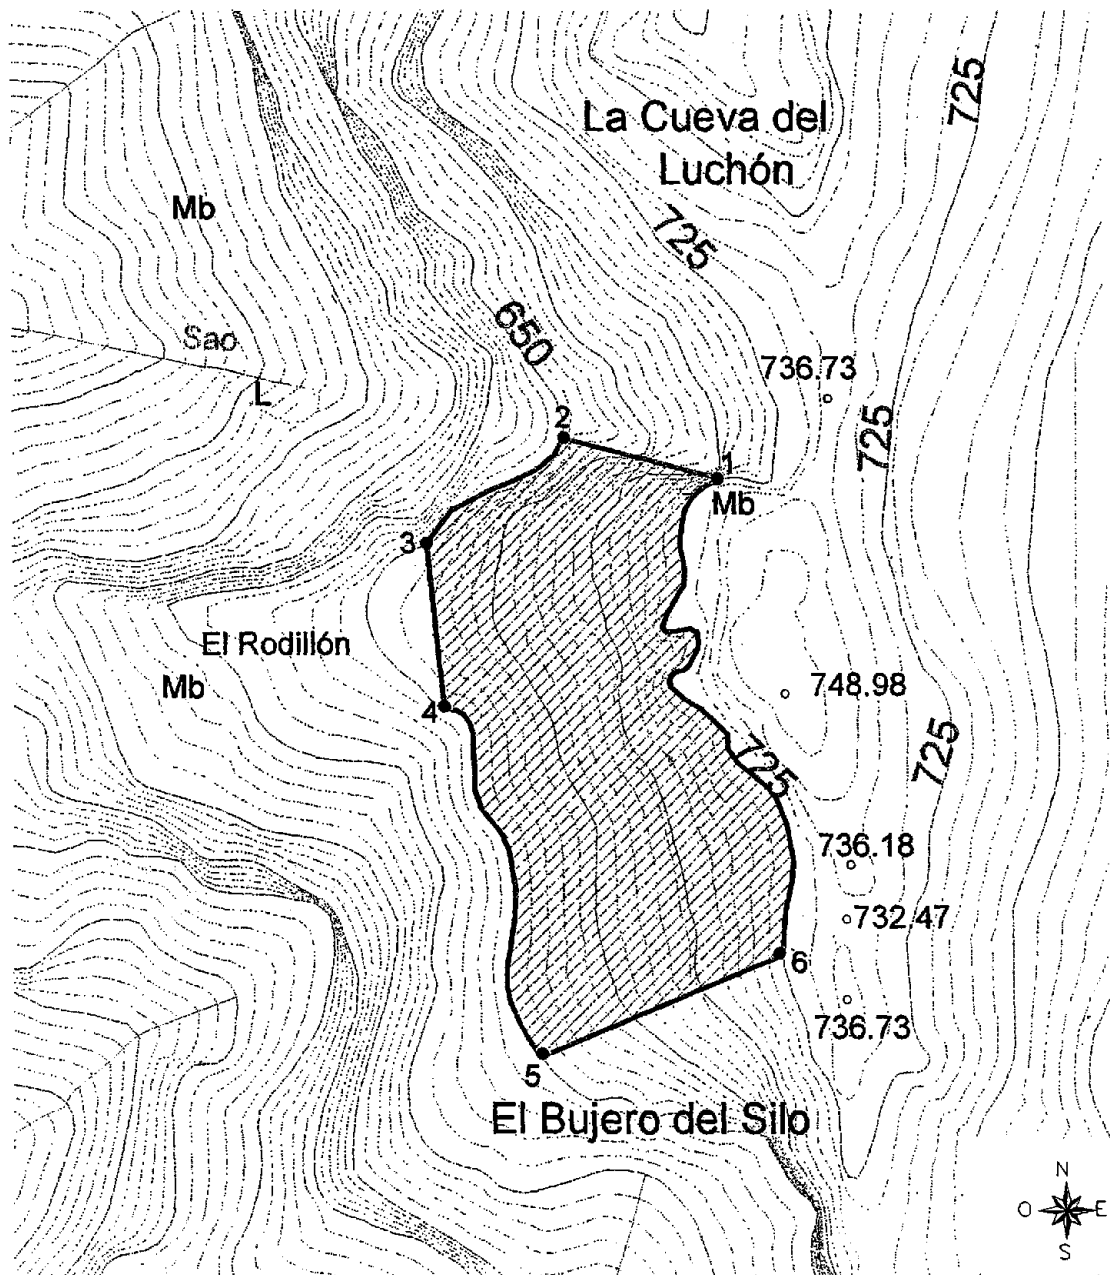 725
La Cueva del
Luchón
Mb
725
650
Sao
L
736.73
2
725
1
Mb
3
El Rodillón
Mb
748.98
4
725
725
736.18
732.47
6
736.73
5
El Bujero del Silo
N
O E
S